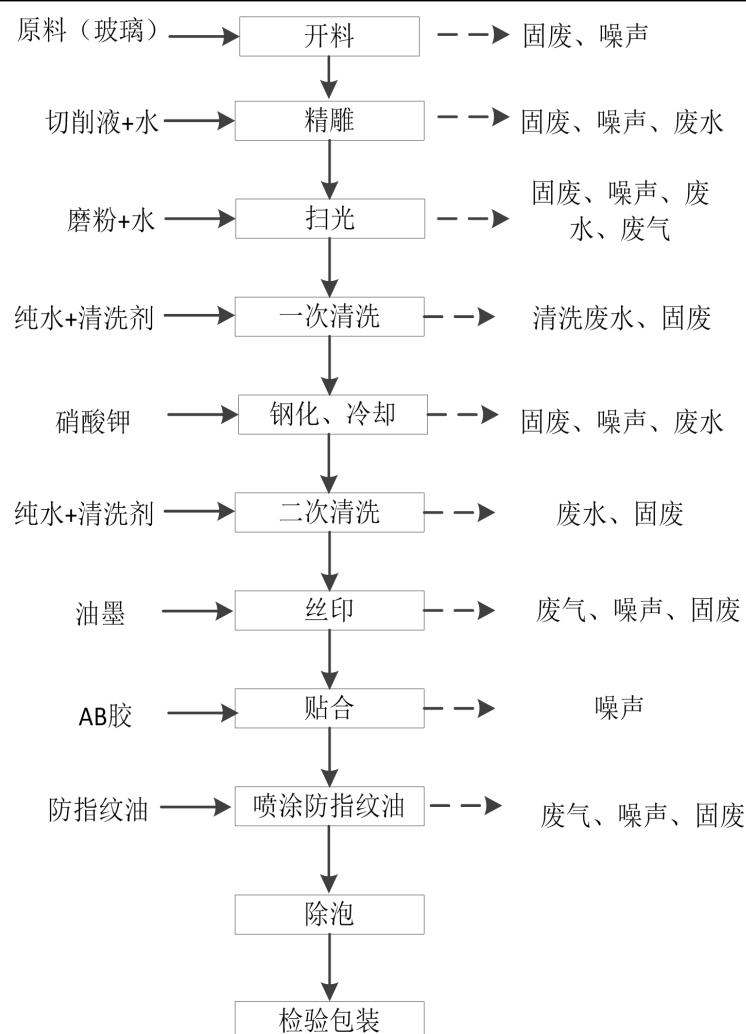 原料（玻璃）
开料
固废、噪声
切削液+水
精雕
固废、噪声、废水
磨粉+水
扫光
固废、噪声、废
水、废气
纯水+清洗剂
一次清洗
清洗废水、固废
硝酸钾
钢化、冷却
固废、噪声、废水
纯水+清洗剂
二次清洗
废水、固废
油墨
丝印
废气、噪声、固废
AB胶
贴合
噪声
防指纹油
喷涂防指纹油
废气、噪声、固废
除泡
检验包装